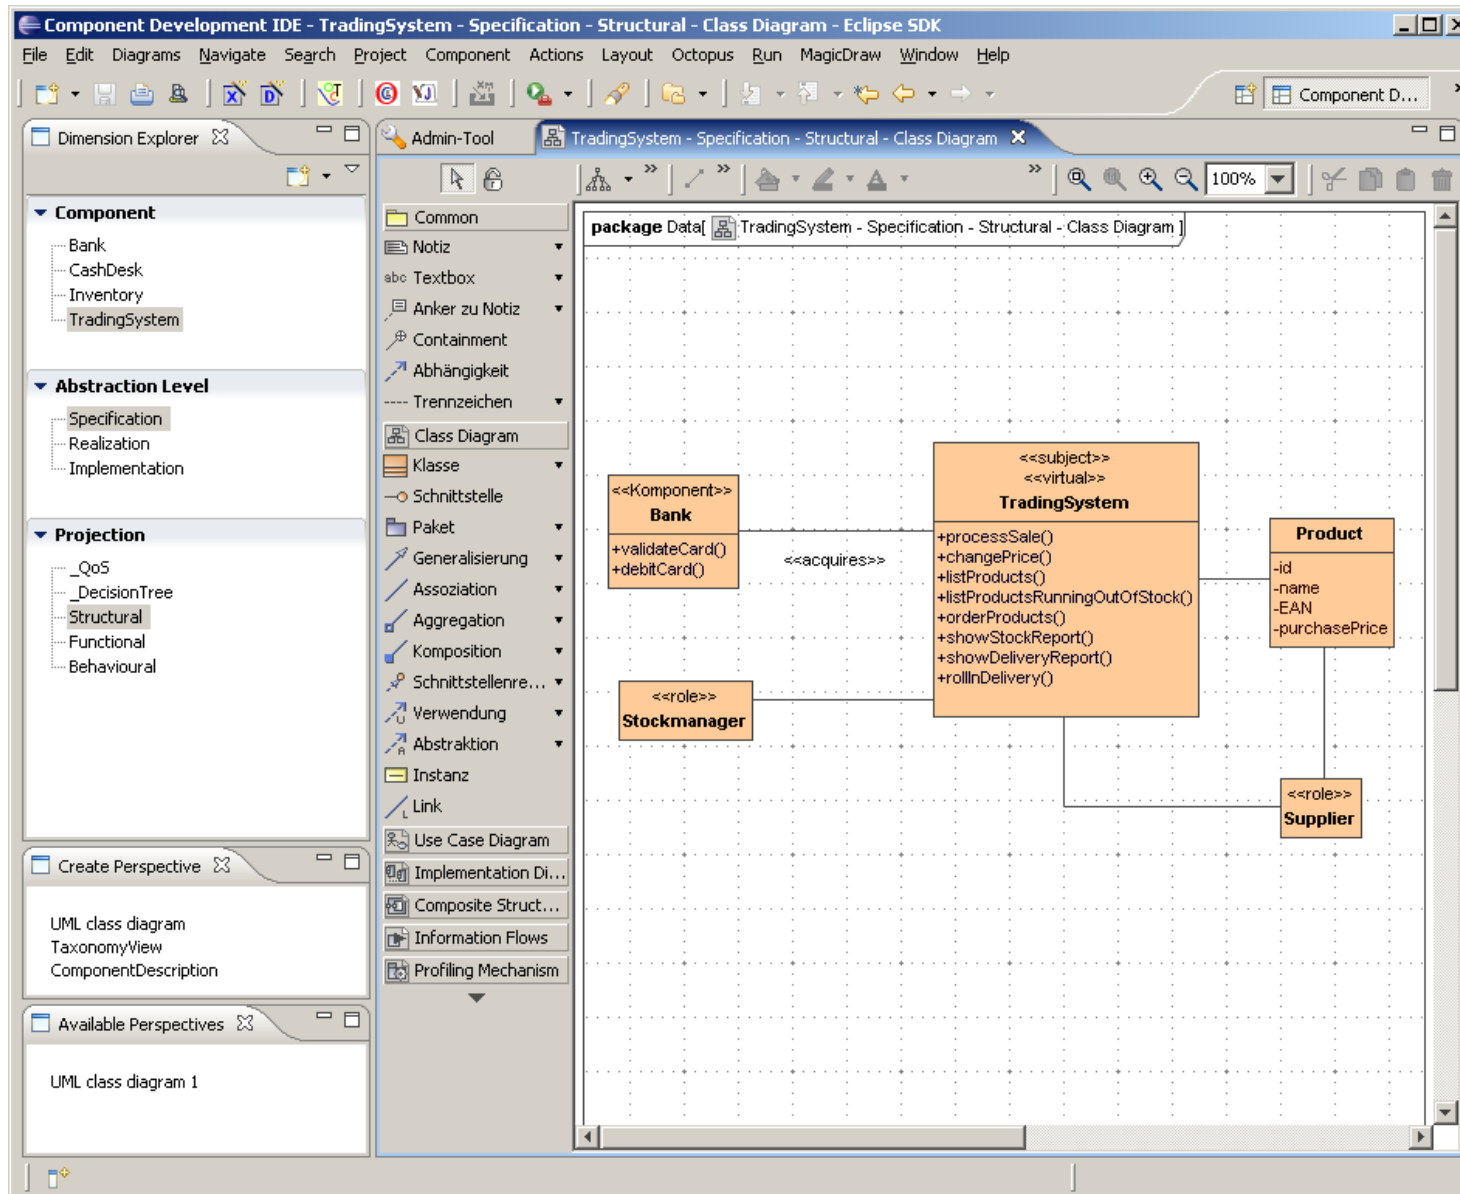 Component Development IDE - TradingSystem - Specification - Structural - Class Diagram - Eclipse SDK
File Edit Diagrams Navigate Search Project Component Actions Layout Octopus Run MagicDraw Window Help
Component D...
Dimension Explorer
Component
Bank
CashDesk
Inventory
TradingSystem
Abstraction Level
Specification
Realization
Implementation
Projection
_QoS
_DecisionTree
Structural
Functional
Behavioural
Create Perspective
UML class diagram
TaxonomyView
ComponentDescription
Available Perspectives
UML class diagram 1
Admin-Tool
TradingSystem - Specification - Structural - Class Diagram
100%
Common
Notiz
abc Textbox
Anker zu Notiz
Containment
Abhängigkeit
Trennzeichen
Class Diagram
Klasse
Schnittstelle
Paket
Generalisierung
Assoziation
Aggregation
Komposition
Schnittstellenre...
Verwendung
Abstraktion
Instanz
Link
Use Case Diagram
Implementation Di...
Composite Struct...
Information Flows
Profiling Mechanism
package Data[ TradingSystem - Specification - Structural - Class Diagram ]
<<Komponent>>
Bank
+validateCard()
+debitCard()
<<acquires>>
<<subject>>
<<virtual>>
TradingSystem
+processSale()
+changePrice()
+listProducts()
+listProductsRunningOutOfStock()
+orderProducts()
+showStockReport()
+showDeliveryReport()
+rollInDelivery()
Product
-id
-name
-EAN
-purchasePrice
<<role>>
Stockmanager
<<role>>
Supplier